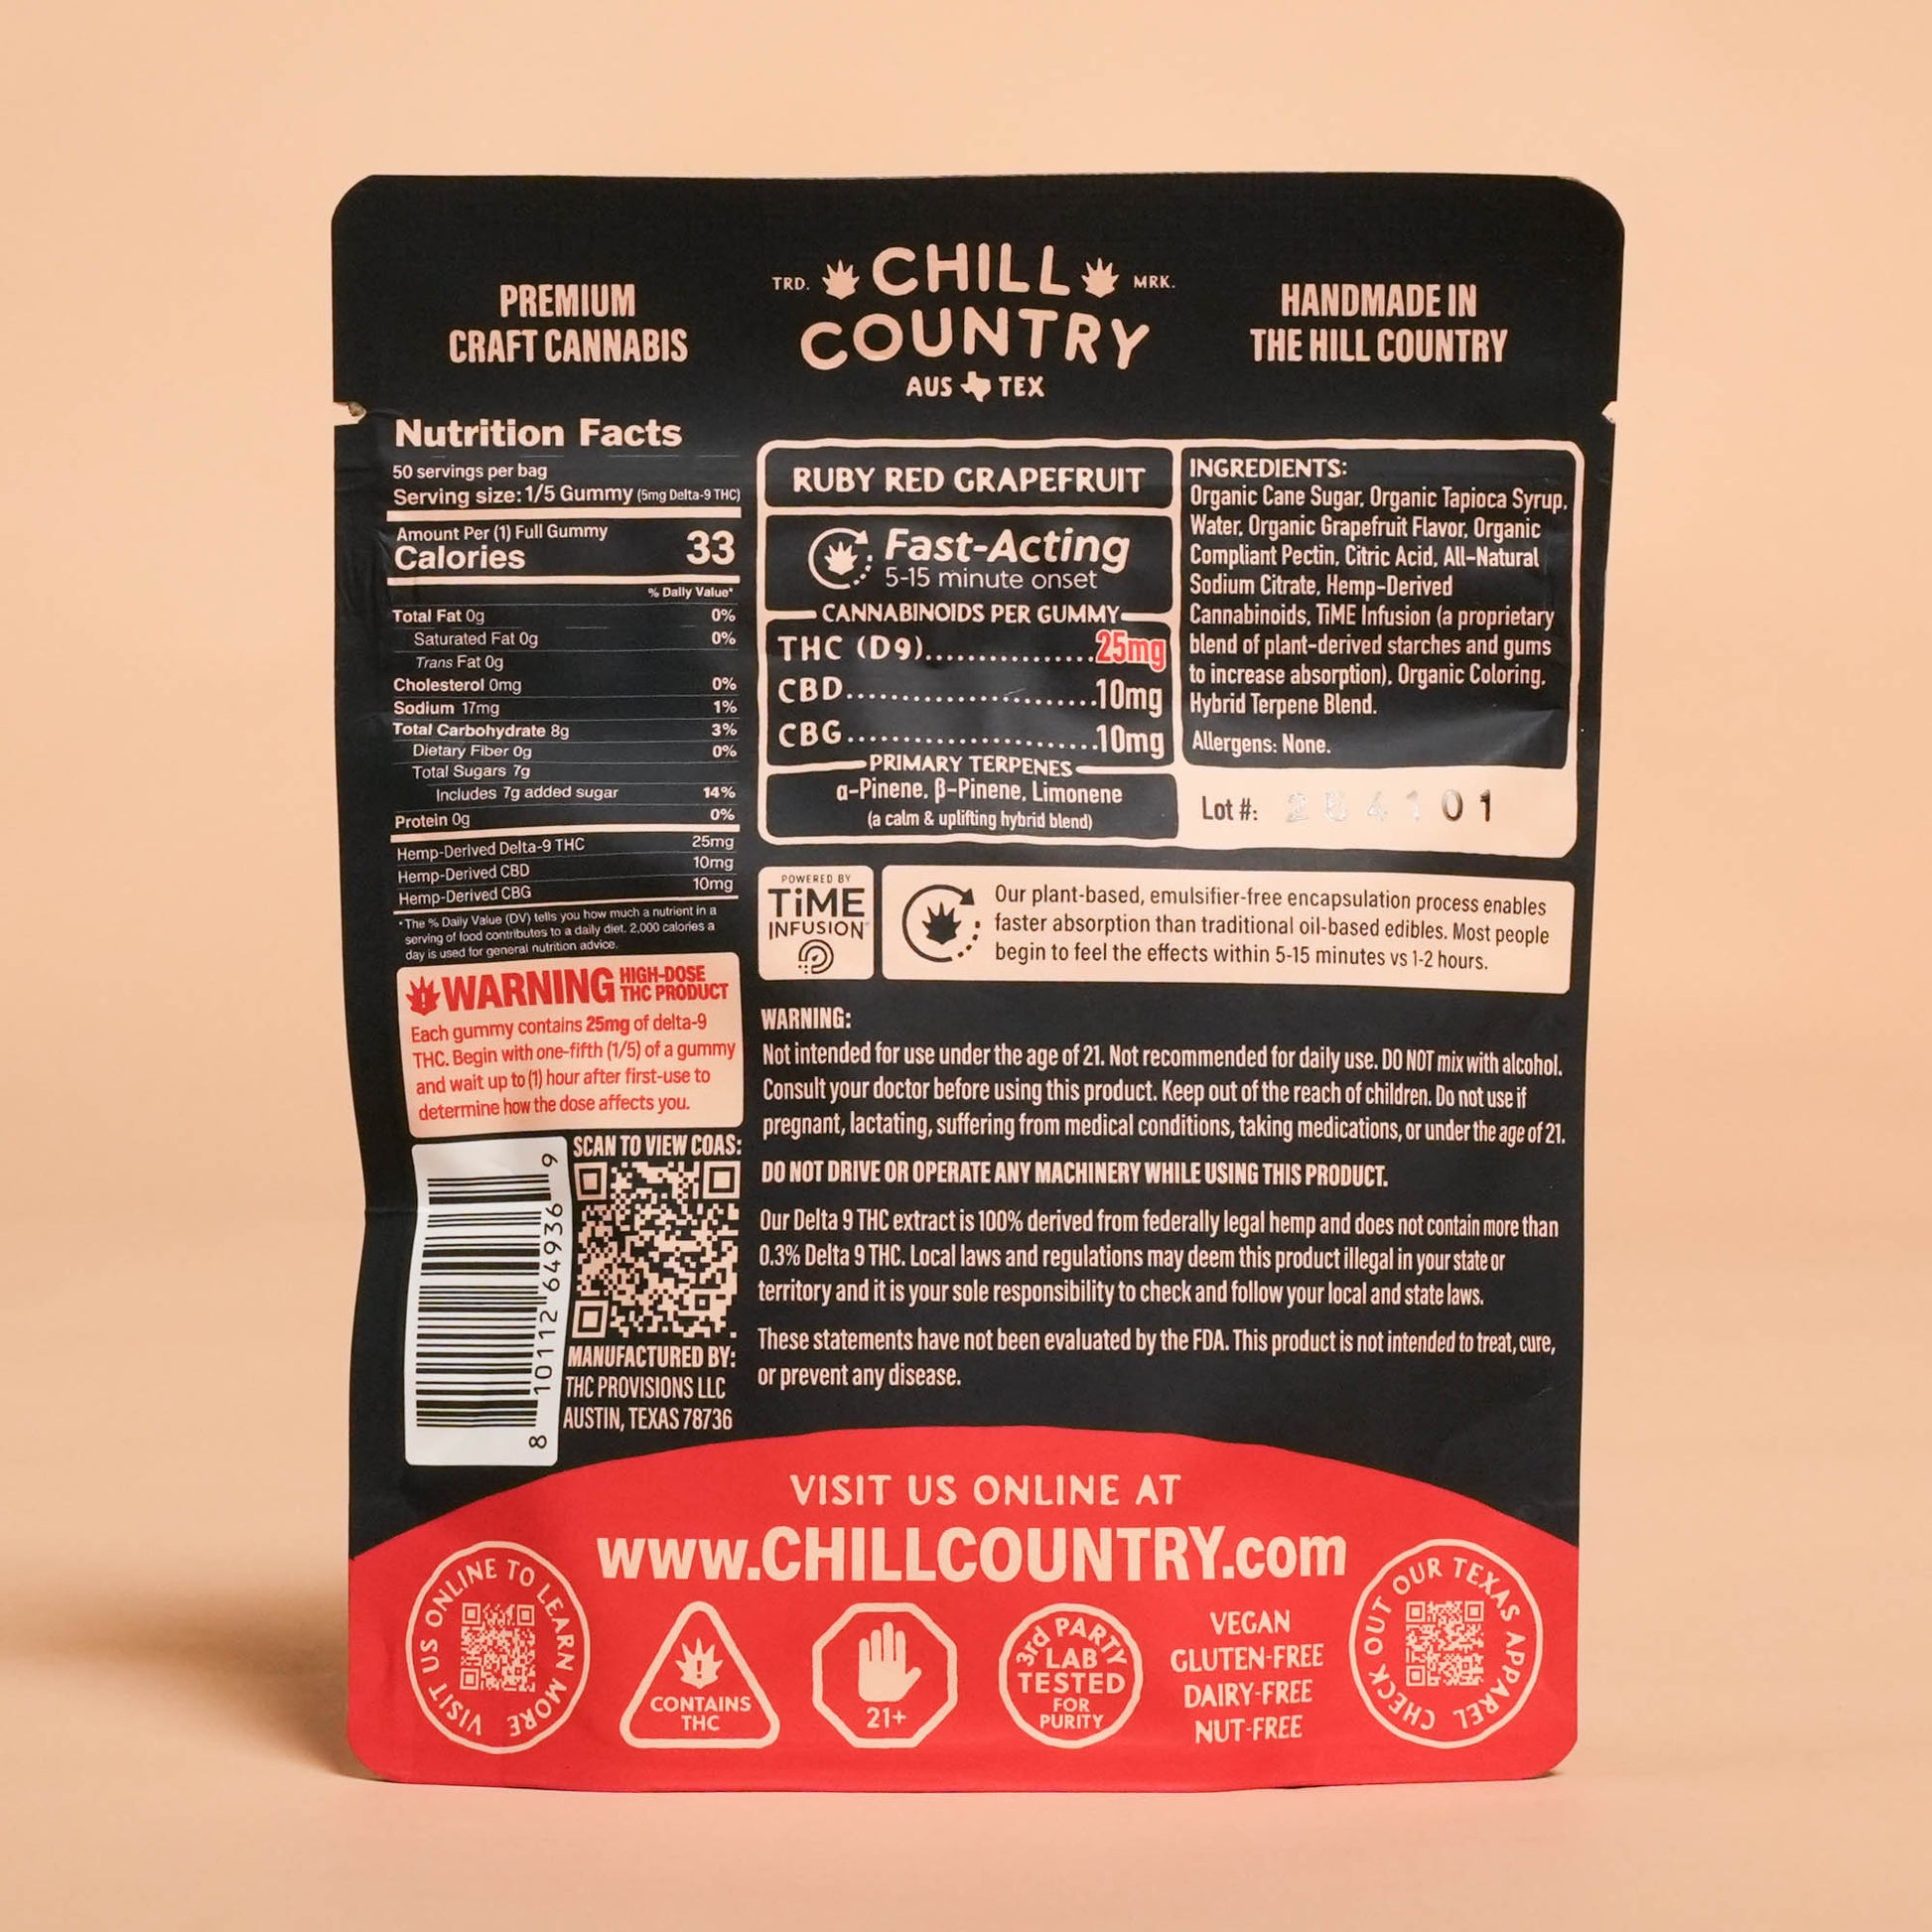 PREMIUM
CRAFT CANNABIS
TRD. CHILL MRK.
COUNTRY
AUS TEX
HANDMADE IN
THE HILL COUNTRY
Nutrition Facts
50 servings per bag
Serving size: 1/5 Gummy (5mg Delta-9 THC)
Amount Per (1) Full Gummy
Calories 33
% Daily Value*
Total Fat 0g 0%
Saturated Fat 0g 0%
Trans Fat 0g
Cholesterol 0mg 0%
Sodium 17mg 1%
Total Carbohydrate 8g 3%
Dietary Fiber 0g 0%
Total Sugars 7g
Includes 7g added sugar 14%
Protein 0g 0%
Hemp-Derived Delta-9 THC 25mg
Hemp-Derived CBD 10mg
Hemp-Derived CBG 10mg
*The % Daily Value (DV) tells you how much a nutrient in a
serving of food contributes to a daily diet. 2,000 calories a
day is used for general nutrition advice.
WARNING HIGH-DOSE
THC PRODUCT
Each gummy contains 25mg of delta-9
THC. Begin with one-fifth (1/5) of a gummy
and wait up to (1) hour after first-use to
determine how the dose affects you.
8 10112 64936 9
SCAN TO VIEW COAS:
MANUFACTURED BY:
THC PROVISIONS LLC
AUSTIN, TEXAS 78736
RUBY RED GRAPEFRUIT
Fast-Acting
5-15 minute onset
CANNABINOIDS PER GUMMY
THC (D9)................25mg
CBD........................10mg
CBG........................10mg
PRIMARY TERPENES
α-Pinene, β-Pinene, Limonene
(a calm & uplifting hybrid blend)
INGREDIENTS:
Organic Cane Sugar, Organic Tapioca Syrup,
Water, Organic Grapefruit Flavor, Organic
Compliant Pectin, Citric Acid, All-Natural
Sodium Citrate, Hemp-Derived
Cannabinoids, TiME Infusion (a proprietary
blend of plant-derived starches and gums
to increase absorption), Organic Coloring,
Hybrid Terpene Blend.
Allergens: None.
Lot #:
POWERED BY
TiME
INFUSION
Our plant-based, emulsifier-free encapsulation process enables
faster absorption than traditional oil-based edibles. Most people
begin to feel the effects within 5-15 minutes vs 1-2 hours.
WARNING:
Not intended for use under the age of 21. Not recommended for daily use. DO NOT mix with alcohol.
Consult your doctor before using this product. Keep out of the reach of children. Do not use if
pregnant, lactating, suffering from medical conditions, taking medications, or under the age of 21.
DO NOT DRIVE OR OPERATE ANY MACHINERY WHILE USING THIS PRODUCT.
Our Delta 9 THC extract is 100% derived from federally legal hemp and does not contain more than
0.3% Delta 9 THC. Local laws and regulations may deem this product illegal in your state or
territory and it is your sole responsibility to check and follow your local and state laws.
These statements have not been evaluated by the FDA. This product is not intended to treat, cure,
or prevent any disease.
VISIT US ONLINE AT
www.CHILLCOUNTRY.com
VISIT US ONLINE TO LEARN MORE
CONTAINS
THC
21+
3rd PARTY
LAB
TESTED
FOR
PURITY
VEGAN
GLUTEN-FREE
DAIRY-FREE
NUT-FREE
CHECK OUT OUR TEXAS APPAREL